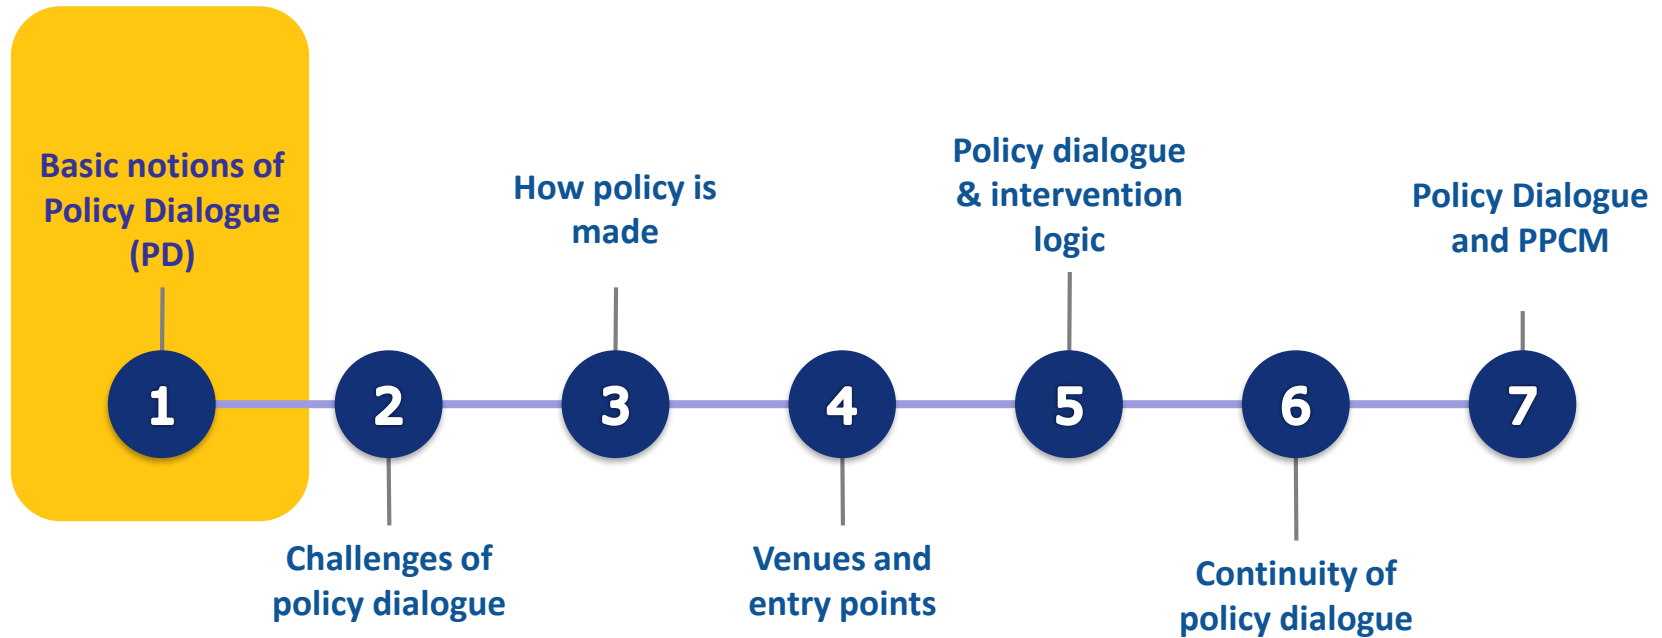 Basic notions of
Policy Dialogue
(PD)
1
2
Challenges of
policy dialogue
How policy is
made
3
4
Venues and
entry points
Policy dialogue
& intervention
logic
5
6
Continuity of
policy dialogue
Policy Dialogue
and PPCM
7